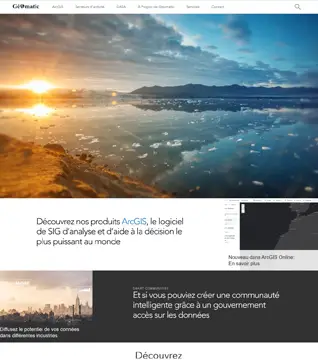 Géomatic
ArcGIS
Secteurs d'activité
A Propos de Géomatic
Services
Contact
Découvrez nos produits ArcGIS, le logiciel
de SIG d'analyse et d'aide à la décision le
plus puissant au monde
Nouveau dans ArcGIS Online:
En savoir plus
SMART COMMUNITIES
Et si vous pouviez créer une communauté
intelligente grâce à un gouvernement
accès sur les données
Diffusez le potentiel de vos données
dans différentes industries
Découvrez